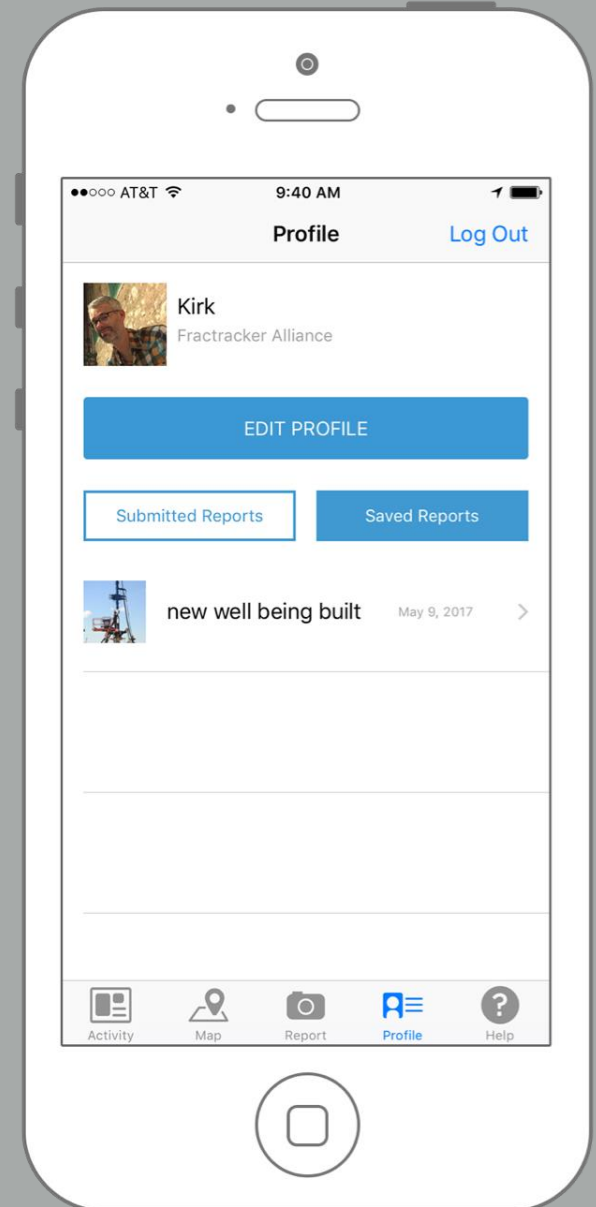 AT&T 9:40 AM
Profile Log Out
Kirk
Fractracker Alliance
EDIT PROFILE
Submitted Reports Saved Reports
new well being built May 9, 2017
Activity Map Report Profile Help
?